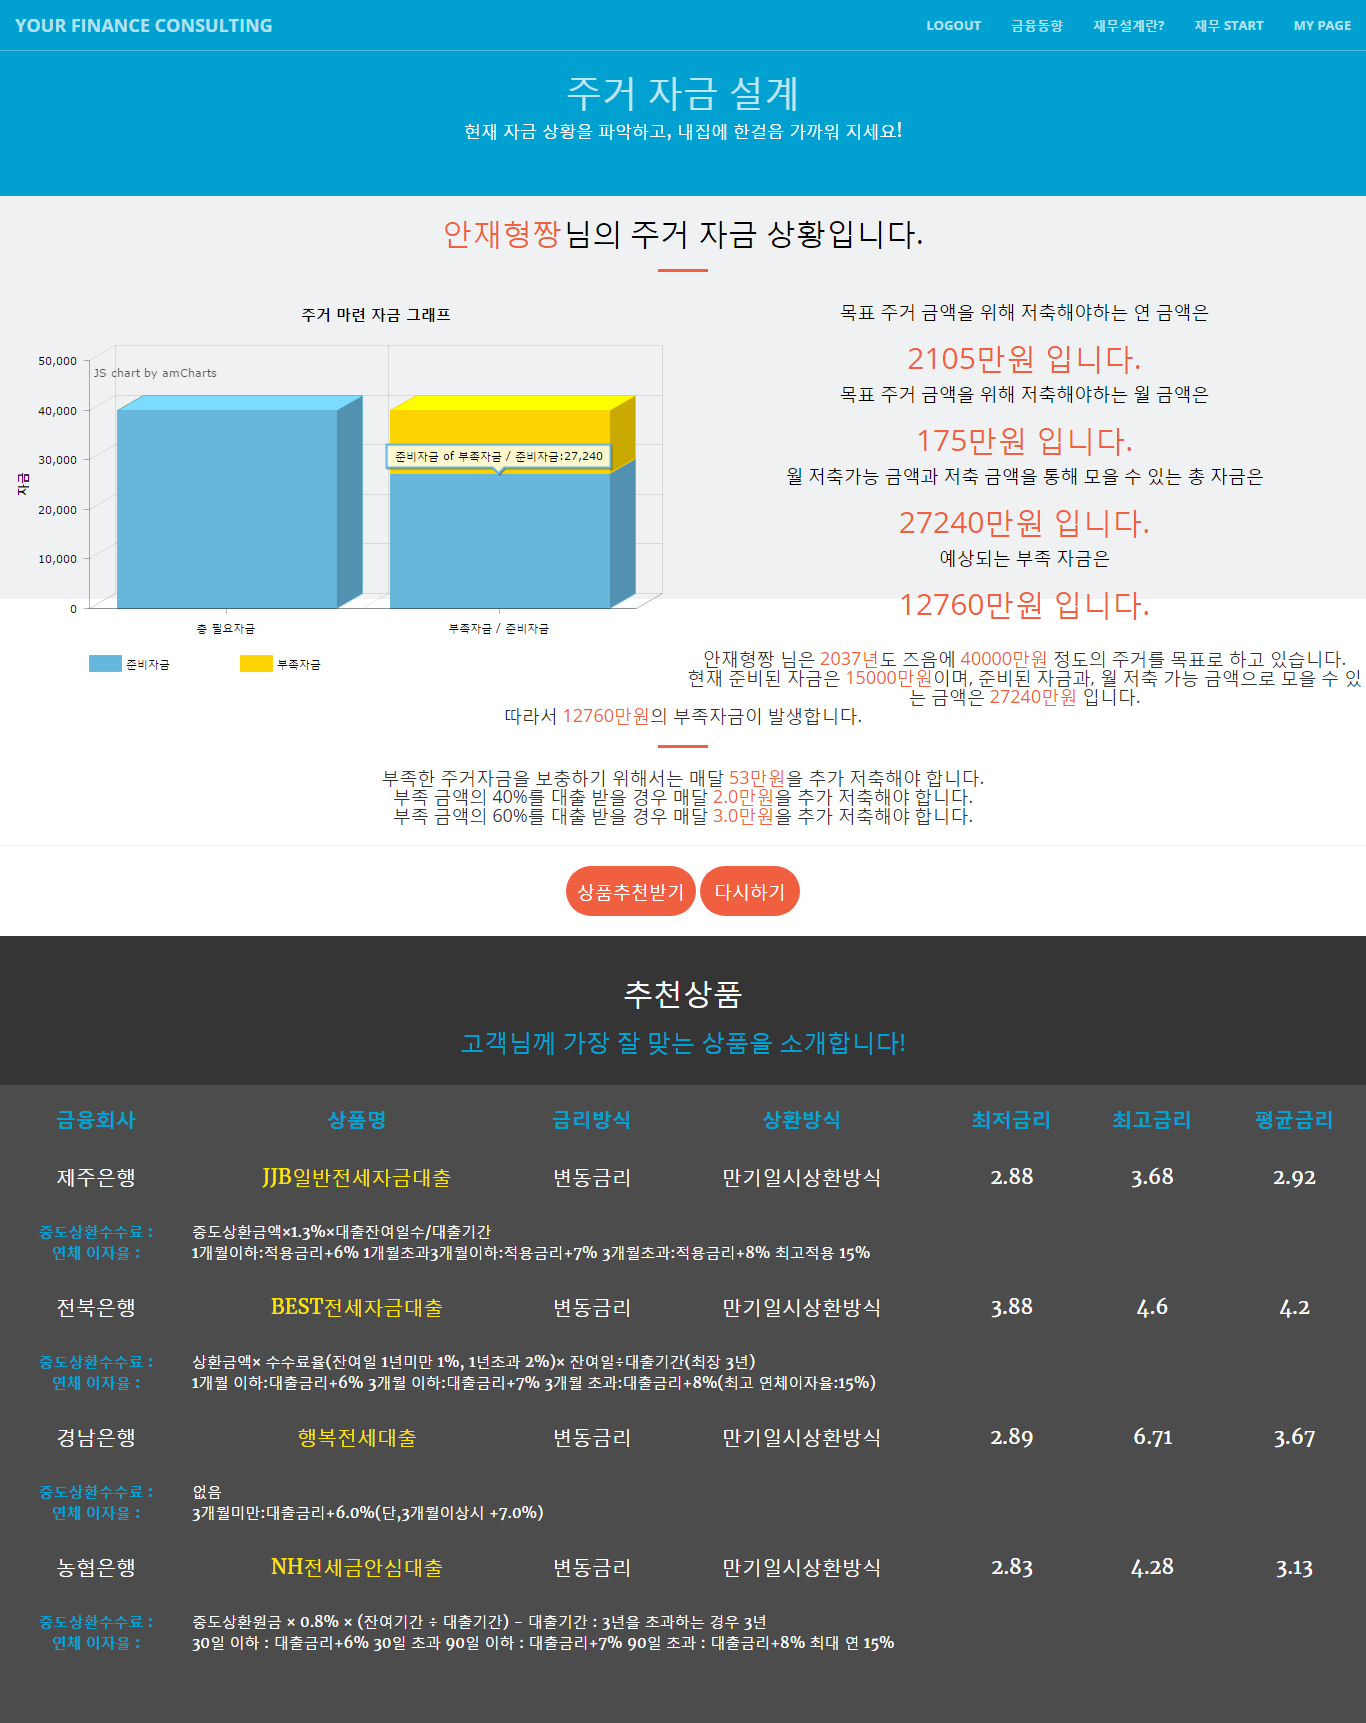 YOUR FINANCE CONSULTING
LOGOUT 금융동향 재무설계란? 재무 START MY PAGE
주거 자금 설계
현재 자금 상황을 파악하고, 내집에 한걸음 가까워 지세요!
안재형짱님의 주거 자금 상황입니다.
주거 마련 자금 그래프
50,000
JS chart by amCharts
40,000
30,000
20,000
10,000
0
자금
준비자금 of 부족자금 / 준비자금:27,240
총 필요자금
부족자금 / 준비자금
준비자금
부족자금
목표 주거 금액을 위해 저축해야하는 연 금액은
2105만원 입니다.
목표 주거 금액을 위해 저축해야하는 월 금액은
175만원 입니다.
월 저축가능 금액과 저축 금액을 통해 모을 수 있는 총 자금은
27240만원 입니다.
예상되는 부족 자금은
12760만원 입니다.
안재형짱 님은 2037년도 즈음에 40000만원 정도의 주거를 목표로 하고 있습니다.
현재 준비된 자금은 15000만원이며, 준비된 자금과, 월 저축 가능 금액으로 모을 수 있
는 금액은 27240만원 입니다.
따라서 12760만원의 부족자금이 발생합니다.
부족한 주거자금을 보충하기 위해서는 매달 53만원을 추가 저축해야 합니다.
부족 금액의 40%를 대출 받을 경우 매달 2.0만원을 추가 저축해야 합니다.
부족 금액의 60%를 대출 받을 경우 매달 3.0만원을 추가 저축해야 합니다.
상품추천받기 다시하기
추천상품
고객님께 가장 잘 맞는 상품을 소개합니다!
금융회사 상품명 금리방식 상환방식 최저금리 최고금리 평균금리
제주은행 JJB일반전세자금대출 변동금리 만기일시상환방식 2.88 3.68 2.92
중도상환수수료 : 중도상환금액×1.3%×대출잔여일수/대출기간
연체 이자율 : 1개월이하:적용금리+6% 1개월초과3개월이하:적용금리+7% 3개월초과:적용금리+8% 최고적용 15%
전북은행 BEST전세자금대출 변동금리 만기일시상환방식 3.88 4.6 4.2
중도상환수수료 : 상환금액× 수수료율(잔여일 1년미만 1%, 1년초과 2%)× 잔여일÷대출기간(최장 3년)
연체 이자율 : 1개월 이하:대출금리+6% 3개월 이하:대출금리+7% 3개월 초과:대출금리+8%(최고 연체이자율:15%)
경남은행 행복전세대출 변동금리 만기일시상환방식 2.89 6.71 3.67
중도상환수수료 : 없음
연체 이자율 : 3개월미만:대출금리+6.0%(단,3개월이상시 +7.0%)
농협은행 NH전세금안심대출 변동금리 만기일시상환방식 2.83 4.28 3.13
중도상환수수료 : 중도상환원금 × 0.8% × (잔여기간 ÷ 대출기간) - 대출기간 : 3년을 초과하는 경우 3년
연체 이자율 : 30일 이하 : 대출금리+6% 30일 초과 90일 이하 : 대출금리+7% 90일 초과 : 대출금리+8% 최대 연 15%